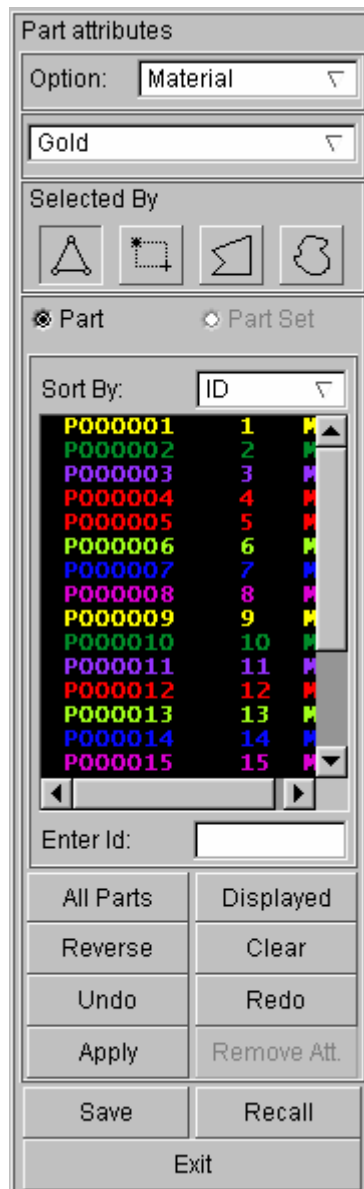 Part attributes
Option: Material
Gold
Selected By
Part Part Set
Sort By: ID
P000001 1 M
P000002 2 M
P000003 3 M
P000004 4 M
P000005 5 M
P000006 6 M
P000007 7 M
P000008 8 M
P000009 9 M
P000010 10 M
P000011 11 M
P000012 12 M
P000013 13 M
P000014 14 M
P000015 15 M
Enter Id:
All Parts Displayed
Reverse Clear
Undo Redo
Apply Remove Att.
Save Recall
Exit